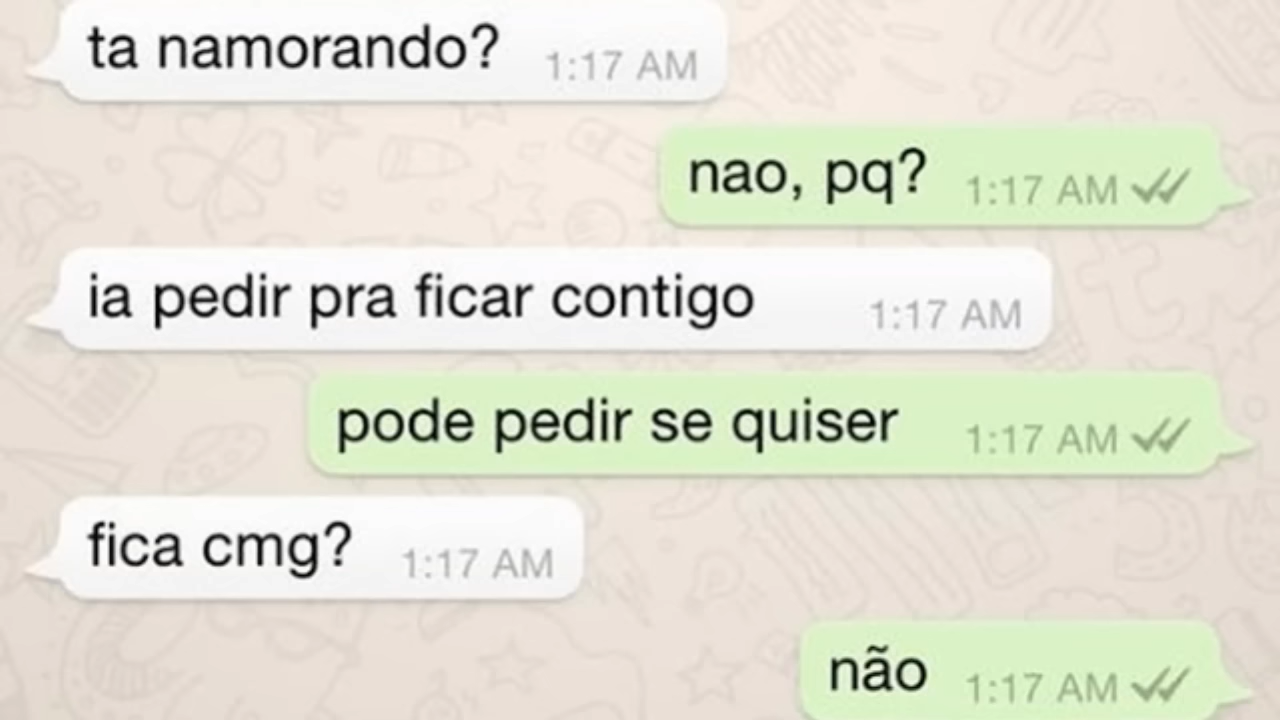 ta namorando? 1:17 AM
nao, pq? 1:17 AM
ia pedir pra ficar contigo 1:17 AM
pode pedir se quiser 1:17 AM
fica cmg? 1:17 AM
não 1:17 AM